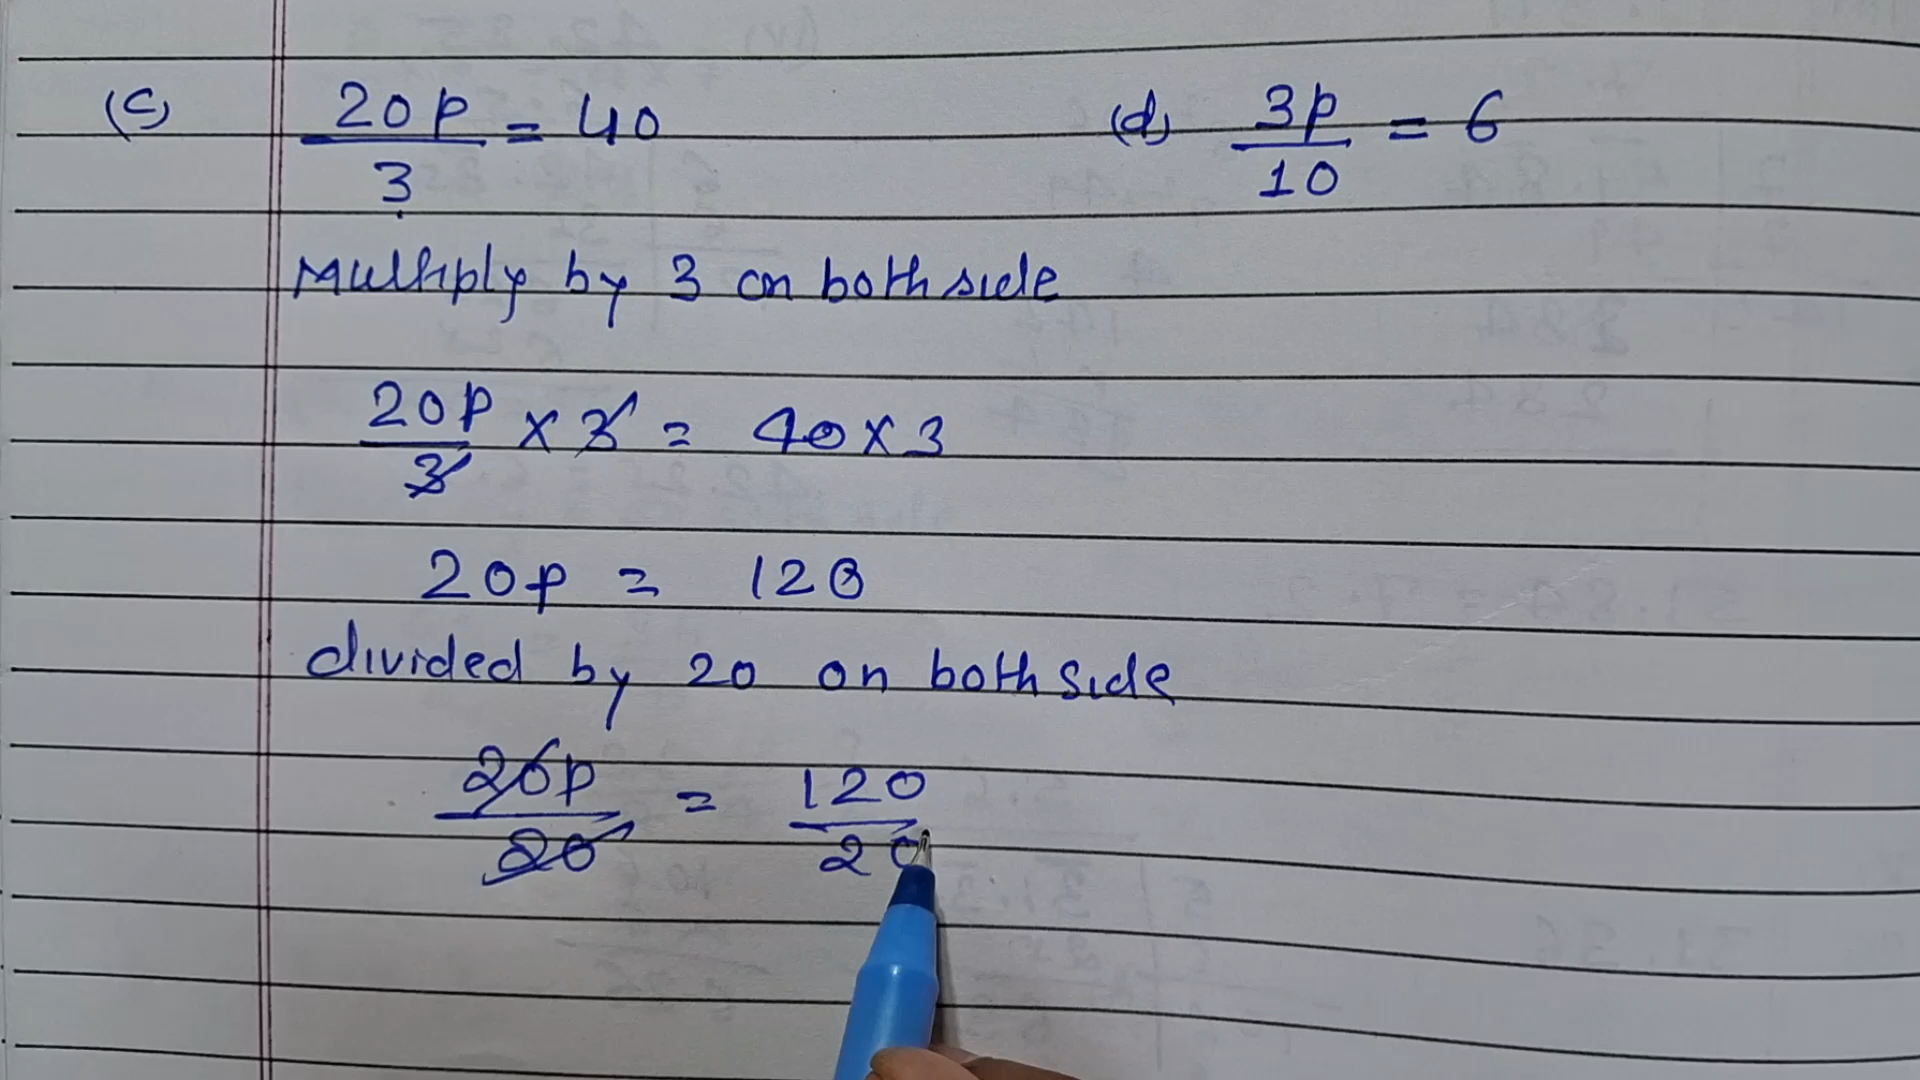 (c) 20p/3 = 40
(d) 3p/10 = 6
Multiply by 3 on both side
20p/3 × 3 = 40 × 3
20p = 120
divided by 20 on both side
20p/20 = 120/20